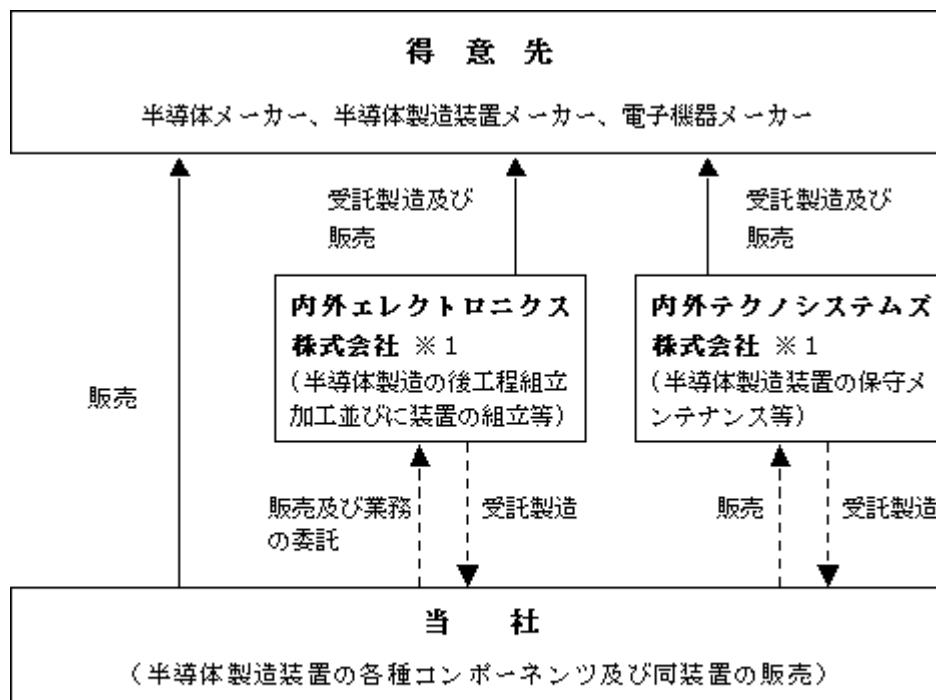 得 意 先
半導体メーカー、半導体製造装置メーカー、電子機器メーカー
受託製造及び
販売
受託製造及び
販売
販売
内外エレクトロニクス
株式会社 ※1
（半導体製造の後工程組立
加工並びに装置の組立等）
内外テクノシステムズ
株式会社 ※1
（半導体製造装置の保守メ
ンテナンス等）
販売及び業務
の委託
受託製造
販売
受託製造
当 社
（半導体製造装置の各種コンポーネンツ及び同装置の販売）